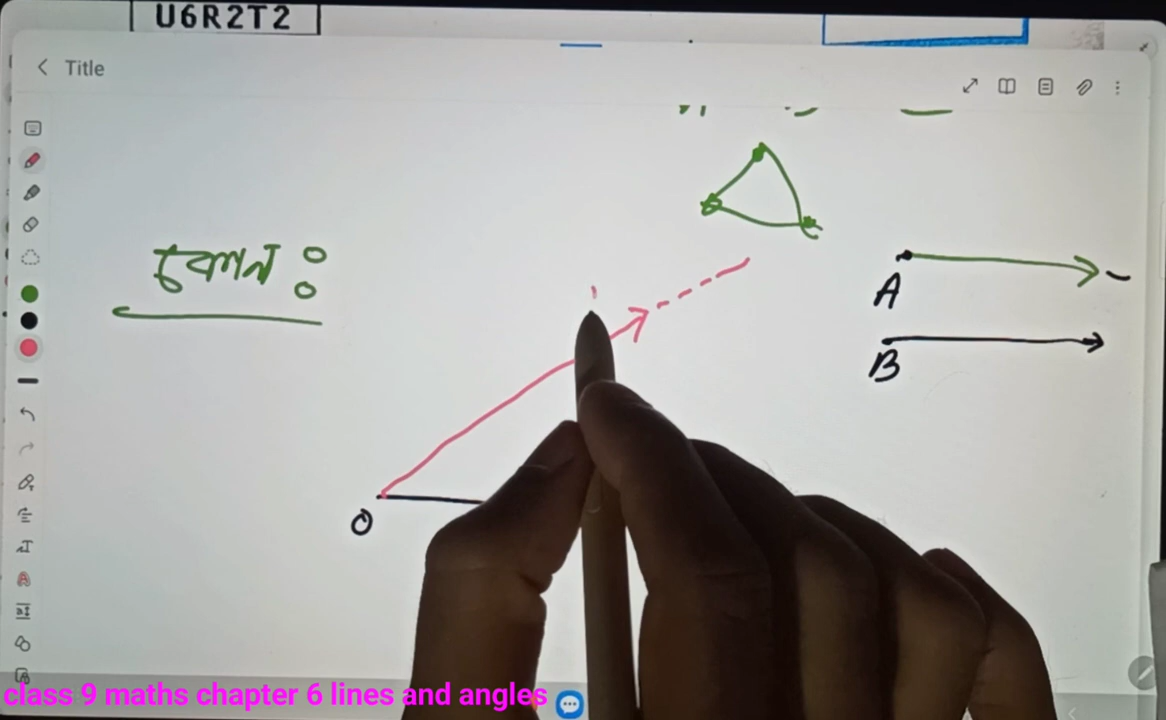 U6R2T2
Title
কোন :
A
B
O
class 9 maths chapter 6 lines and angles